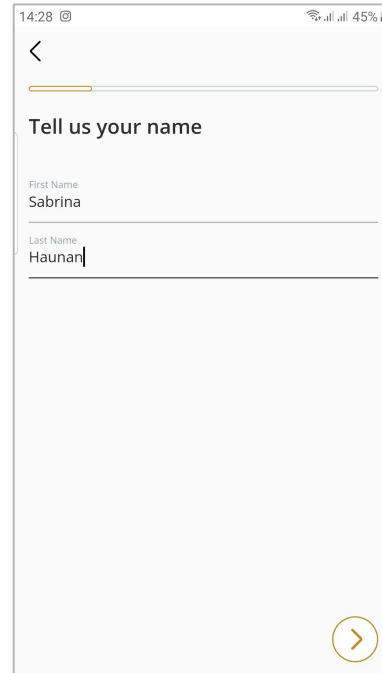 14:28 45%
Tell us your name
First Name
Sabrina
Last Name
Haunan